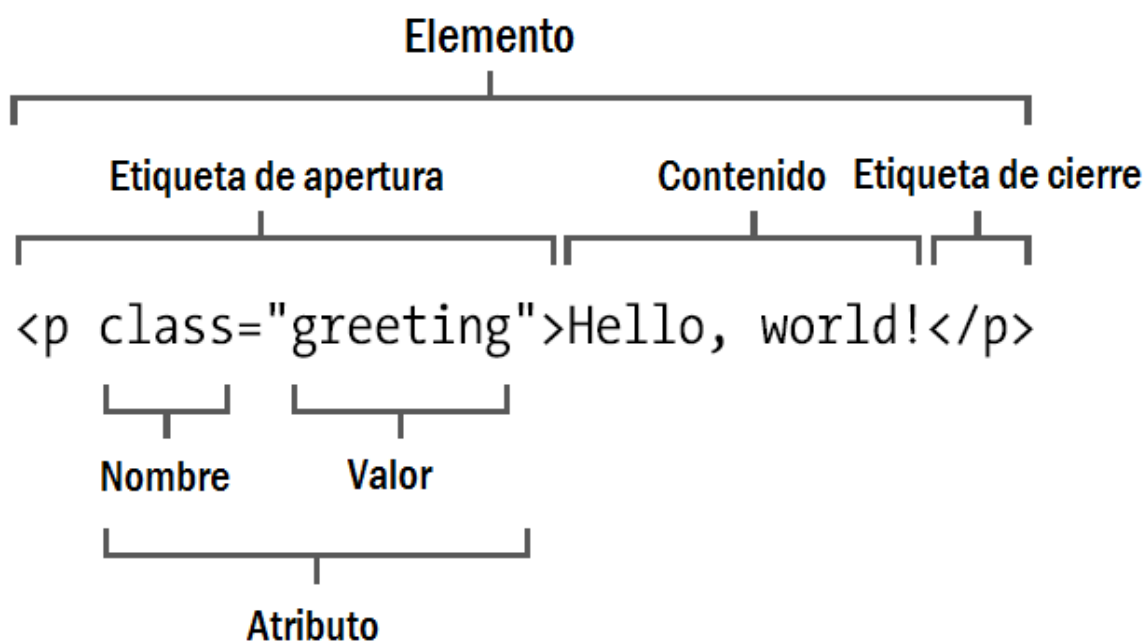 Elemento
Etiqueta de apertura Contenido Etiqueta de cierre
<p class="greeting">Hello, world!</p>
Nombre Valor
Atributo